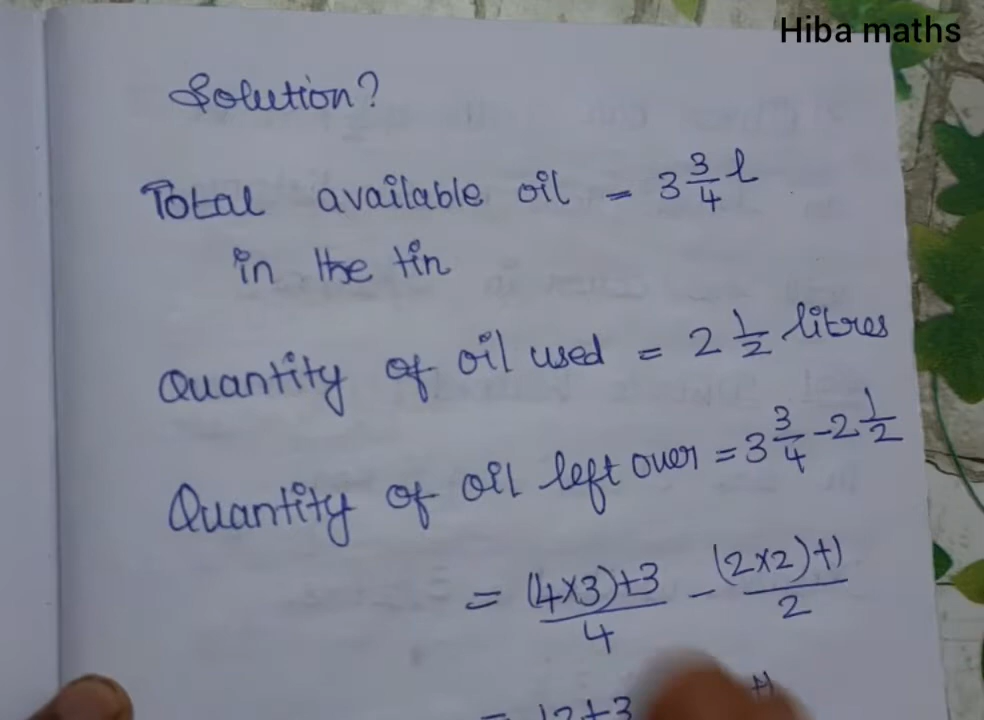 Hiba maths
Solution?
Total available oil = 3 3/4 l
in the tin
Quantity of oil used = 2 1/2 litres
Quantity of oil left over = 3 3/4 - 2 1/2
= (4×3)+3/4 - (2×2)+1/2
= 12+3